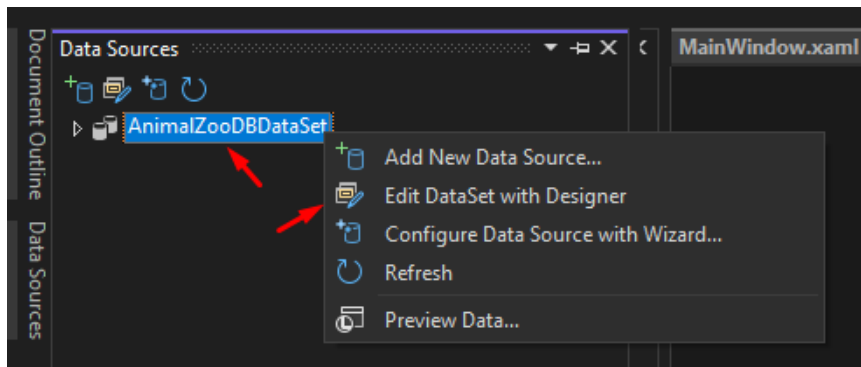 Document Outline
Data Sources
Data Sources
MainWindow.xaml
AnimalZooDBDataSet
Add New Data Source...
Edit DataSet with Designer
Configure Data Source with Wizard...
Refresh
Preview Data...